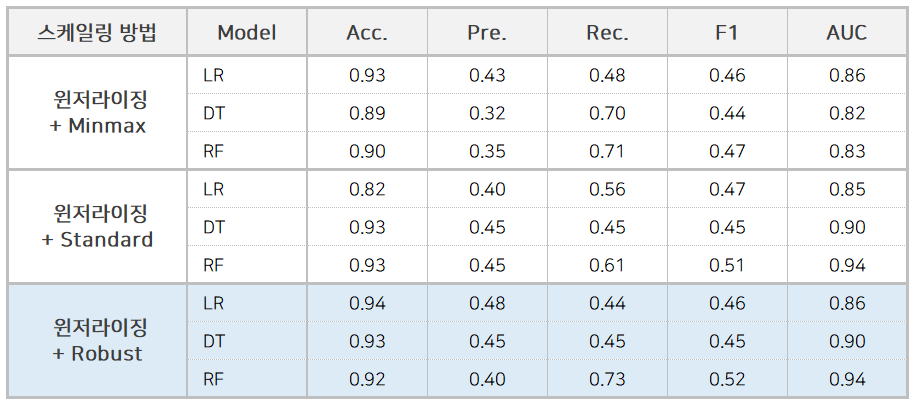 스케일링 방법 Model Acc. Pre. Rec. F1 AUC
윈저라이징
+ Minmax
LR 0.93 0.43 0.48 0.46 0.86
DT 0.89 0.32 0.70 0.44 0.82
RF 0.90 0.35 0.71 0.47 0.83
윈저라이징
+ Standard
LR 0.82 0.40 0.56 0.47 0.85
DT 0.93 0.45 0.45 0.45 0.90
RF 0.93 0.45 0.61 0.51 0.94
윈저라이징
+ Robust
LR 0.94 0.48 0.44 0.46 0.86
DT 0.93 0.45 0.45 0.45 0.90
RF 0.92 0.40 0.73 0.52 0.94